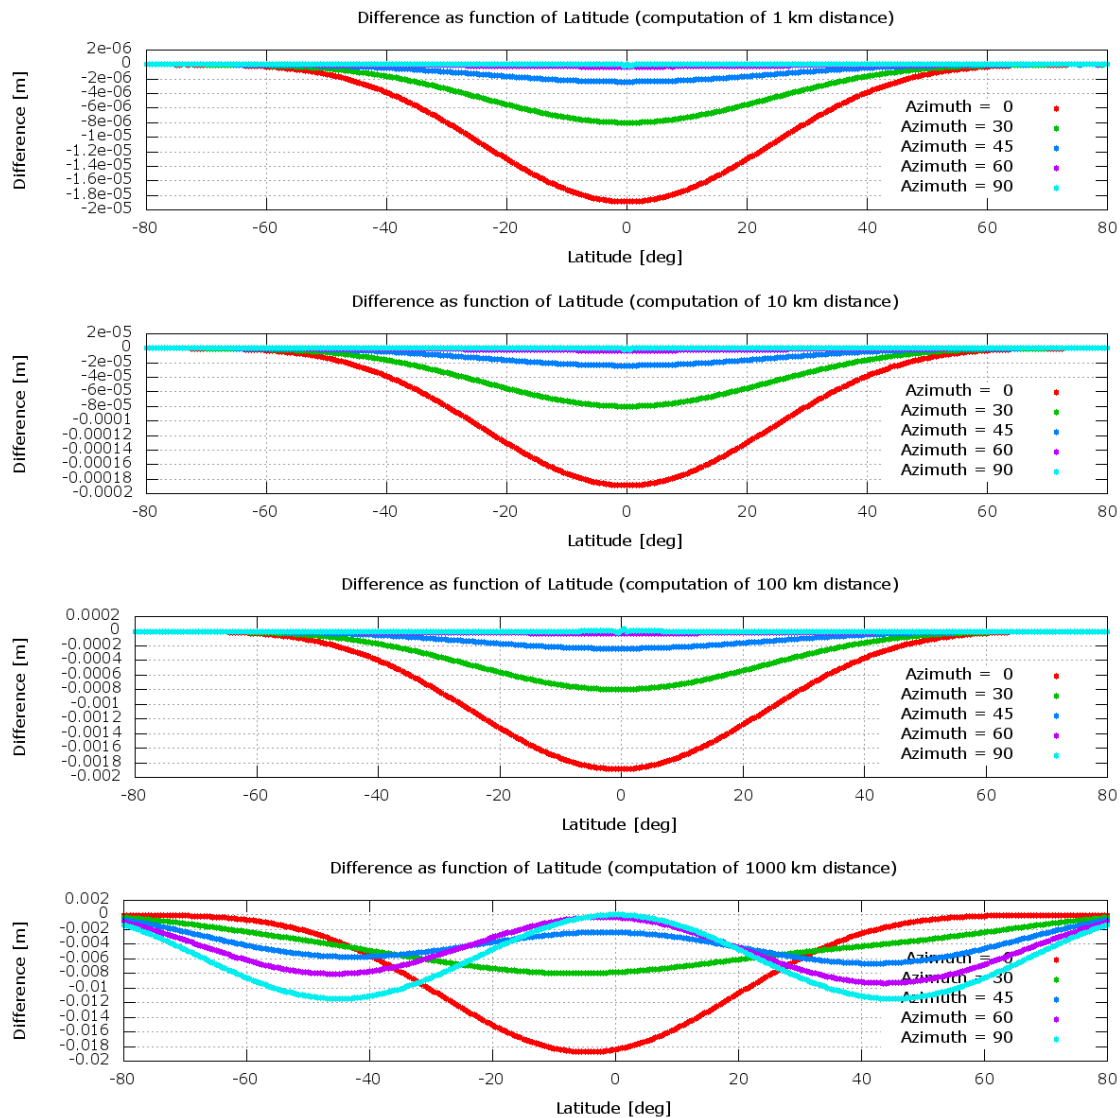 Difference as function of Latitude (computation of 1 km distance)
2e-06
0
-2e-06
-4e-06
-6e-06
-8e-06
-1e-05
-1.2e-05
-1.4e-05
-1.6e-05
-1.8e-05
-2e-05
Difference [m]
Azimuth = 0
Azimuth = 30
Azimuth = 45
Azimuth = 60
Azimuth = 90
-80 -60 -40 -20 0 20 40 60 80
Latitude [deg]
Difference as function of Latitude (computation of 10 km distance)
2e-05
0
-2e-05
-4e-05
-6e-05
-8e-05
-0.0001
-0.00012
-0.00014
-0.00016
-0.00018
-0.0002
Difference [m]
Azimuth = 0
Azimuth = 30
Azimuth = 45
Azimuth = 60
Azimuth = 90
-80 -60 -40 -20 0 20 40 60 80
Latitude [deg]
Difference as function of Latitude (computation of 100 km distance)
0.0002
0
-0.0002
-0.0004
-0.0006
-0.0008
-0.001
-0.0012
-0.0014
-0.0016
-0.0018
-0.002
Difference [m]
Azimuth = 0
Azimuth = 30
Azimuth = 45
Azimuth = 60
Azimuth = 90
-80 -60 -40 -20 0 20 40 60 80
Latitude [deg]
Difference as function of Latitude (computation of 1000 km distance)
0.002
0
-0.002
-0.004
-0.006
-0.008
-0.01
-0.012
-0.014
-0.016
-0.018
-0.02
Difference [m]
Azimuth = 0
Azimuth = 30
Azimuth = 45
Azimuth = 60
Azimuth = 90
-80 -60 -40 -20 0 20 40 60 80
Latitude [deg]